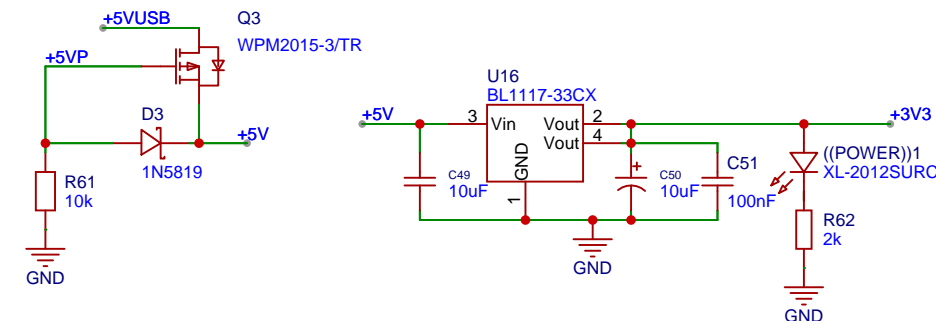 +5VUSB
Q3
WPM2015-3/TR
+5VP
D3
+5V
1N5819
R61
10k
GND
U16
BL1117-33CX
+5V
3
Vin
Vout
2
Vout
4
GND
1
+3V3
C49
10uF
+
C50
10uF
C51
100nF
((POWER))1
XL-2012SURC
R62
2k
GND
GND